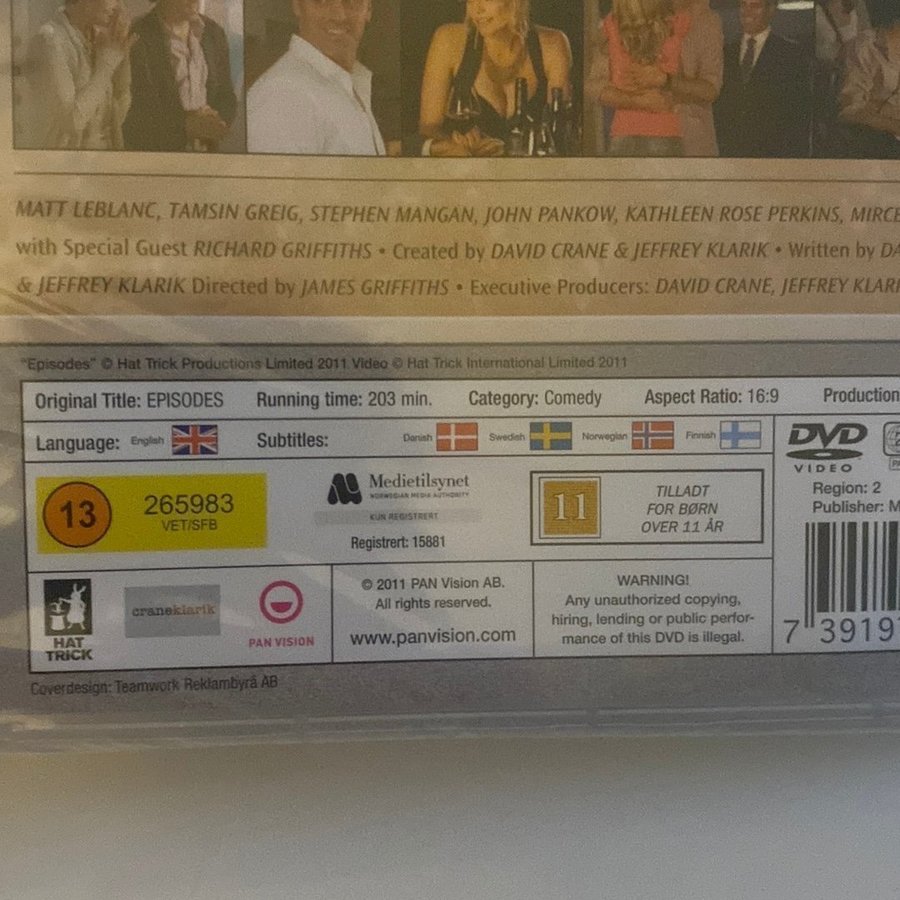 MATT LEBLANC, TAMSIN GREIG, STEPHEN MANGAN, JOHN PANKOW, KATHLEEN ROSE PERKINS,
with Special Guest RICHARD GRIFFITHS • Created by DAVID CRANE & JEFFREY KLARIK • Written by
& JEFFREY KLARIK Directed by JAMES GRIFFITHS • Executive Producers: DAVID CRANE, JEFFREY
"Episodes" © Hat Trick Productions Limited 2011 Video © Hat Trick International Limited 2011
Original Title: EPISODES Running time: 203 min. Category: Comedy Aspect Ratio: 16:9 Production
Language: English Subtitles: Danish Swedish Norwegian Finnish
DVD
VIDEO
Region: 2
Publisher:
13 265983
VET/SFB
Medietilsynet
NORWEGIAN MEDIA AUTHORITY
KUN REGISTRERT
Registrert: 15881
11
TILLADT
FOR BØRN
OVER 11 ÅR
HAT
TRICK
craneklarik
PAN VISION
© 2011 PAN Vision AB.
All rights reserved.
www.panvision.com
WARNING!
Any unauthorized copying,
hiring, lending or public perfor-
mance of this DVD is illegal.
7 39197
Coverdesign: Teamwork Reklambyrå AB